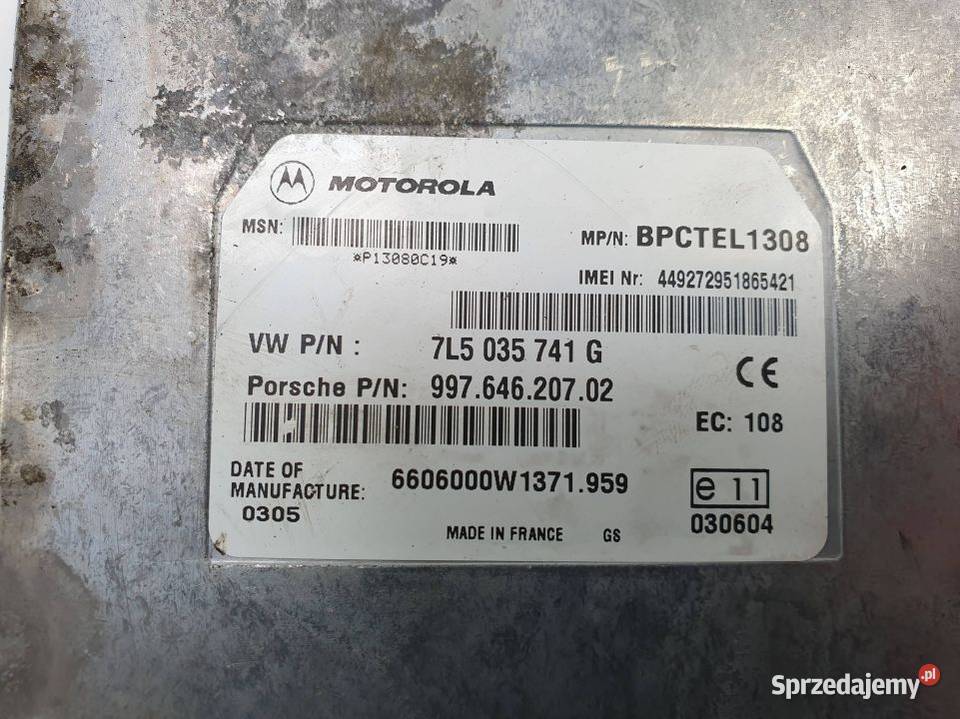 MOTOROLA
MSN:
*P13080C19*
MP/N: BPCTEL1308
IMEI Nr: 449272951865421
VW P/N : 7L5 035 741 G
Porsche P/N: 997.646.207.02
CE
EC: 108
DATE OF
MANUFACTURE:
0305
6606000W1371.959
e 11
030604
MADE IN FRANCE GS
Sprzedajemy.pl